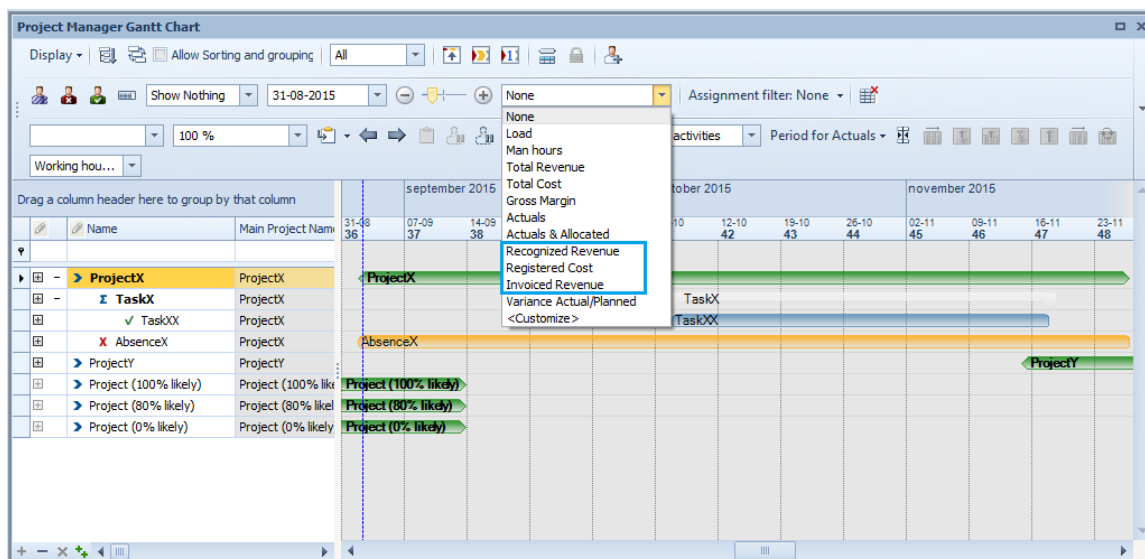 Project Manager Gantt Chart
Display Allow Sorting and grouping All
Show Nothing 31-08-2015 None Assignment filter: None
None
Load
Man hours
Total Revenue
Total Cost
Gross Margin
Actuals
Actuals & Allocated
Recognized Revenue
Registered Cost
Invoiced Revenue
Variance Actual/Planned
<Customize>
100 % activities Period for Actuals
Working hou...
Drag a column header here to group by that column
september 2015 tober 2015 november 2015
Name Main Project Name
31-08 07-09 14-09 -10 12-10 19-10 26-10 02-11 09-11 16-11 23-11
36 37 38 42 43 44 45 46 47 48
ProjectX ProjectX ProjectX
Σ TaskX ProjectX TaskX
TaskXX ProjectX TaskXX
X AbsenceX ProjectX AbsenceX
ProjectY ProjectY ProjectY
Project (100% likely) Project (100% like Project (100% likely)
Project (80% likely) Project (80% likel Project (80% likely)
Project (0% likely) Project (0% likely Project (0% likely)